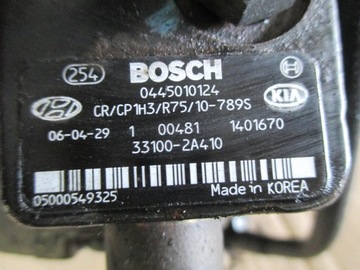 254 BOSCH
0445010124
CR/CP1H3/R75/10-789S
KIA
06-04-29 1 00481 1401670
33100-2A410
05000549325
Made in KOREA